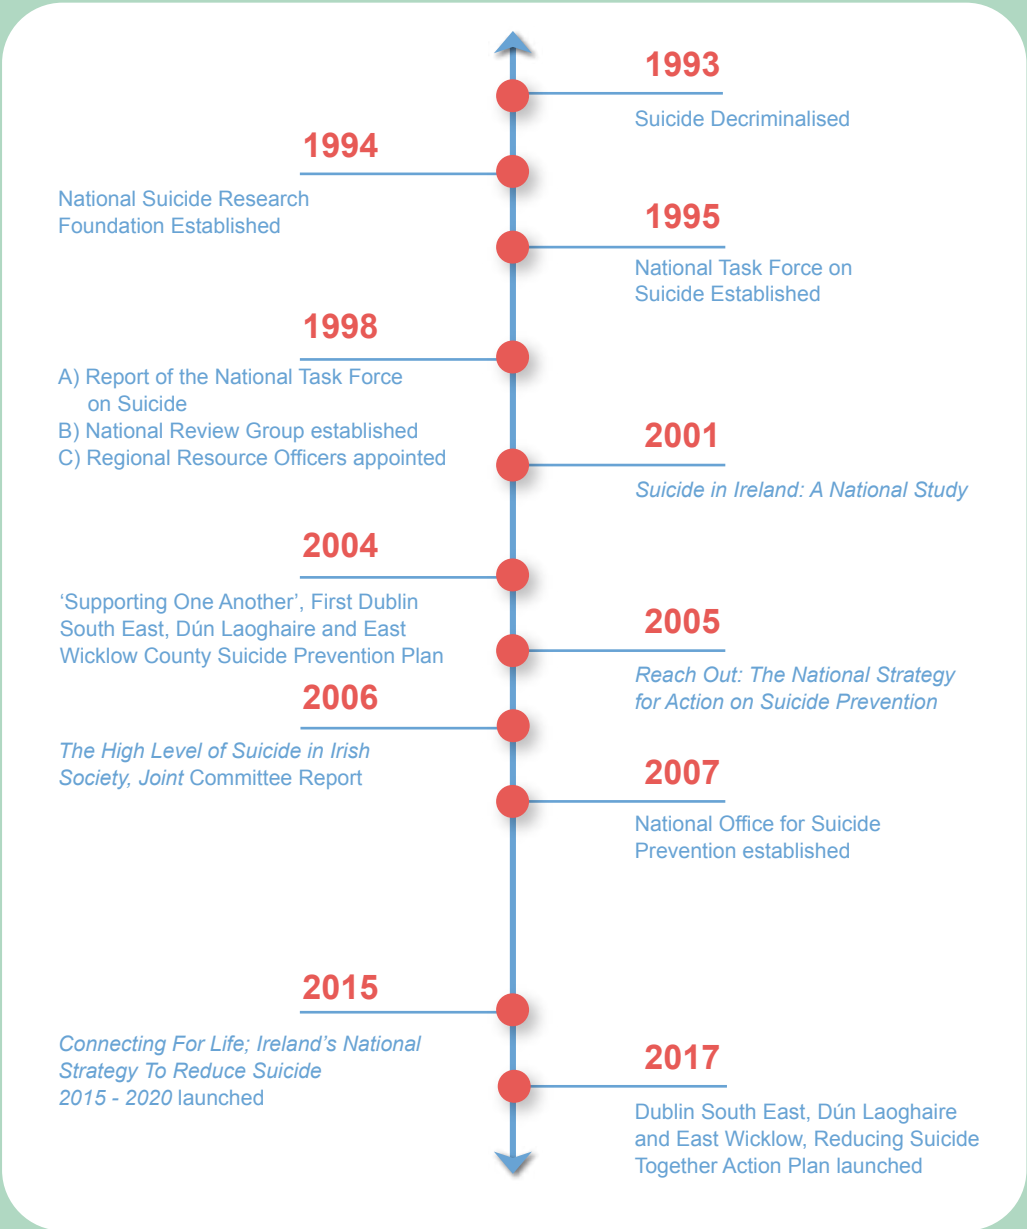 1993
Suicide Decriminalised
1994
National Suicide Research
Foundation Established
1995
National Task Force on
Suicide Established
1998
A) Report of the National Task Force
on Suicide
B) National Review Group established
C) Regional Resource Officers appointed
2001
Suicide in Ireland: A National Study
2004
‘Supporting One Another’, First Dublin
South East, Dún Laoghaire and East
Wicklow County Suicide Prevention Plan
2005
Reach Out: The National Strategy
for Action on Suicide Prevention
2006
The High Level of Suicide in Irish
Society, Joint Committee Report
2007
National Office for Suicide
Prevention established
2015
Connecting For Life; Ireland’s National
Strategy To Reduce Suicide
2015 - 2020 launched
2017
Dublin South East, Dún Laoghaire
and East Wicklow, Reducing Suicide
Together Action Plan launched